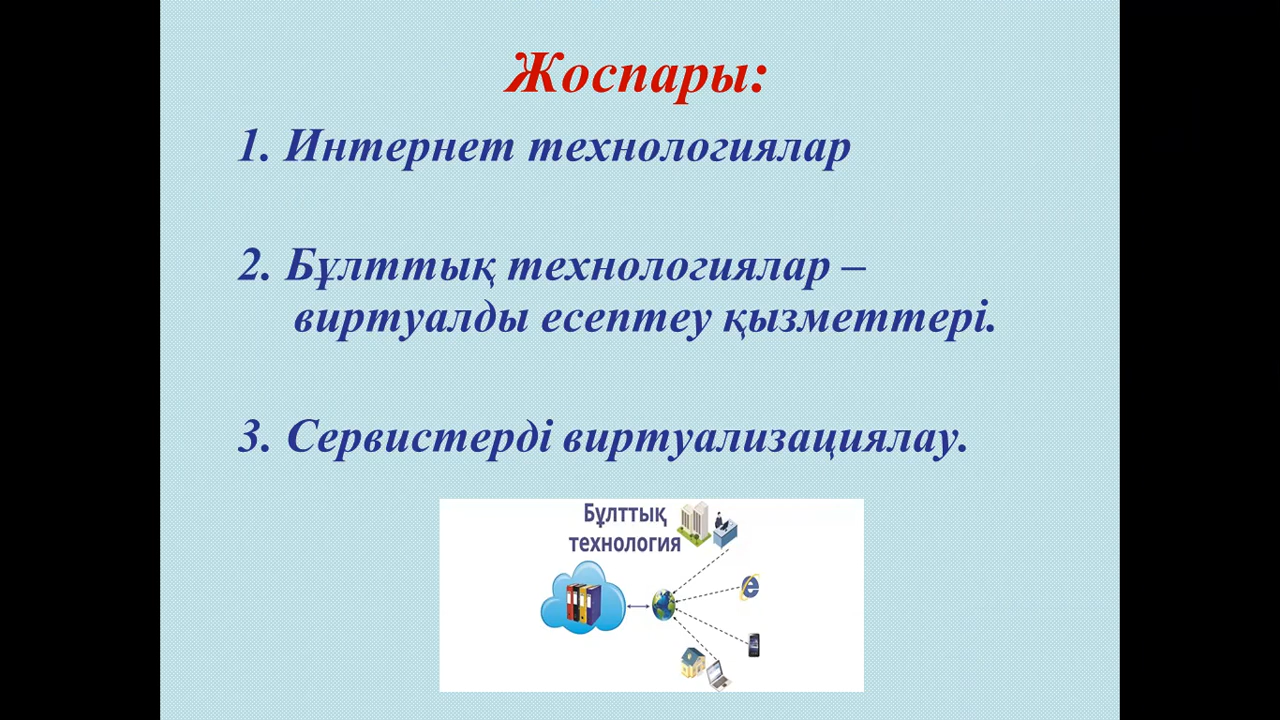 Жоспары:
1. Интернет технологиялар
2. Бұлттық технологиялар –
виртуалды есептеу қызметтері.
3. Сервистерді виртуализациялау.
Бұлттық
технология